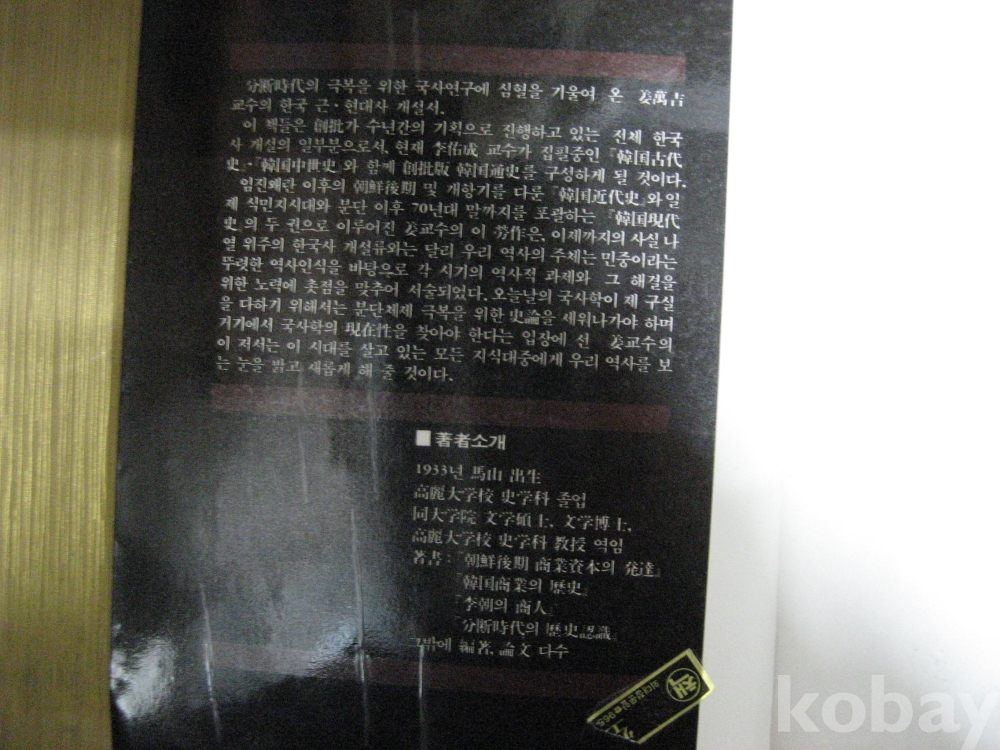 分断時代의 극복을 위한 국사연구에 심혈을 기울여 온 姜萬吉
교수의 한국 근·현대사 개설서.
이 책들은 創批가 수년간의 기획으로 진행하고 있는 전체 한국
사 개설의 일부분으로서, 현재 李佑成 교수가 집필중인 『韓国古代
史』·『韓国中世史』와 함께 創批版 韓国通史를 구성하게 될 것이다.
임진왜란 이후의 朝鮮後期 및 개항기를 다룬 『韓国近代史』와 일
제 식민지시대와 분단 이후 70년대 말까지를 포괄하는 『韓国現代
史』의 두 권으로 이루어진 姜교수의 이 勞作은, 이제까지의 사실 나
열 위주의 한국사 개설류와는 달리 우리 역사의 주체는 민중이라는
뚜렷한 역사인식을 바탕으로 각 시기의 역사적 과제와 그 해결을
위한 노력에 촛점을 맞추어 서술되었다. 오늘날의 국사학이 제 구실
을 다하기 위해서는 분단체제 극복을 위한 史論을 세워나가야 하며
거기에서 국사학의 現在性을 찾아야 한다는 입장에 선 姜교수의
이 저서는 이 시대를 살고 있는 모든 지식대중에게 우리 역사를 보
는 눈을 밝고 새롭게 해 줄 것이다.
■ 著者소개
1933년 馬山 出生
高麗大学校 史学科 졸업
同大学院 文学碩士, 文学博士,
高麗大学校 史学科 教授 역임
著書:『朝鮮後期 商業資本의 発達』
『韓国商業의 歷史』
『李朝의 商人』
『分断時代의 歷史認識』
그밖에 編著, 論文 다수
책
kobay